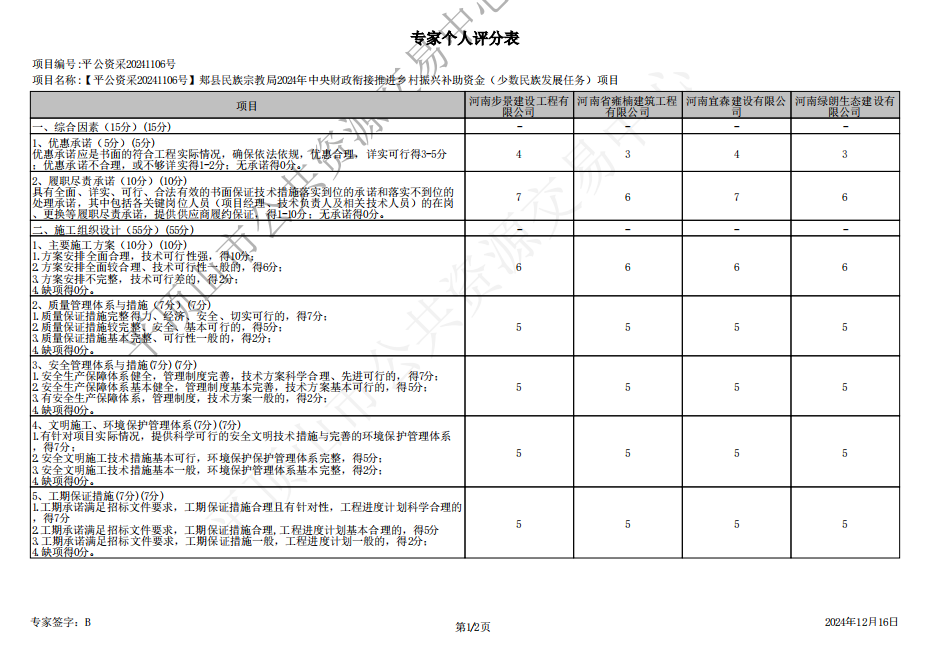 专家个人评分表
项目编号:平公资采20241106号
项目名称:【平公资采20241106号】郏县民族宗教局2024年中央财政衔接推进乡村振兴补助资金（少数民族发展任务）项目
项目
河南步景建设工程有
限公司
河南省雍楠建筑工程
有限公司
河南宜森建设有限公
司
河南绿朗生态建设有
限公司
一、综合因素（15分）(15分)
- - - -
1、优惠承诺（5分）(5分)
优惠承诺应是书面的符合工程实际情况，确保依法依规，优惠合理，详实可行得3-5分
；优惠承诺不合理，或不够详实得1-2分；无承诺得0分。
4 3 4 3
2、履职尽责承诺（10分）(10分)
具有全面、详实、可行、合法有效的书面保证技术措施落实到位的承诺和落实不到位的
处理承诺，其中包括各关键岗位人员（项目经理、技术负责人及相关技术人员）的在岗
、更换等履职尽责承诺，提供供应商履约保证，得1-10分；无承诺得0分。
7 6 7 6
二、施工组织设计（55分）(55分)
- - - -
1、主要施工方案（10分）(10分)
1.方案安排全面合理，技术可行性强，得10分；
2.方案安排全面较合理、技术可行性一般的，得6分；
3.方案安排不完整，技术可行差的，得2分；
4.缺项得0分。
6 6 6 6
2、质量管理体系与措施（7分）(7分)
1.质量保证措施完整得力、经济、安全、切实可行的，得7分；
2.质量保证措施较完整、安全、基本可行的，得5分；
3.质量保证措施基本完整、可行性一般的，得2分；
4.缺项得0分。
5 5 5 5
3、安全管理体系与措施(7分)(7分)
1.安全生产保障体系健全，管理制度完善，技术方案科学合理、先进可行的，得7分；
2.安全生产保障体系基本健全，管理制度基本完善，技术方案基本可行的，得5分；
3.有安全生产保障体系，管理制度，技术方案一般的，得2分；
4.缺项得0分。
5 5 5 5
4、文明施工、环境保护管理体系(7分)(7分)
1.有针对项目实际情况，提供科学可行的安全文明技术措施与完善的环境保护管理体系
，得7分；
2.安全文明施工技术措施基本可行，环境保护保护管理体系完整，得5分；
3.安全文明施工技术措施基本一般，环境保护管理体系基本完整，得2分；
4.缺项得0分。
5 5 5 5
5、工期保证措施(7分)(7分)
1.工期承诺满足招标文件要求，工期保证措施合理且有针对性，工程进度计划科学合理的
，得7分
2.工期承诺满足招标文件要求，工期保证措施合理,工程进度计划基本合理的，得5分
3.工期承诺满足招标文件要求，工期保证措施一般，工程进度计划一般的，得2分；
4.缺项得0分。
5 5 5 5
专家签字：B
第1/2页
2024年12月16日
平顶山市公共资源交易中心
平顶山市公共资源交易中心